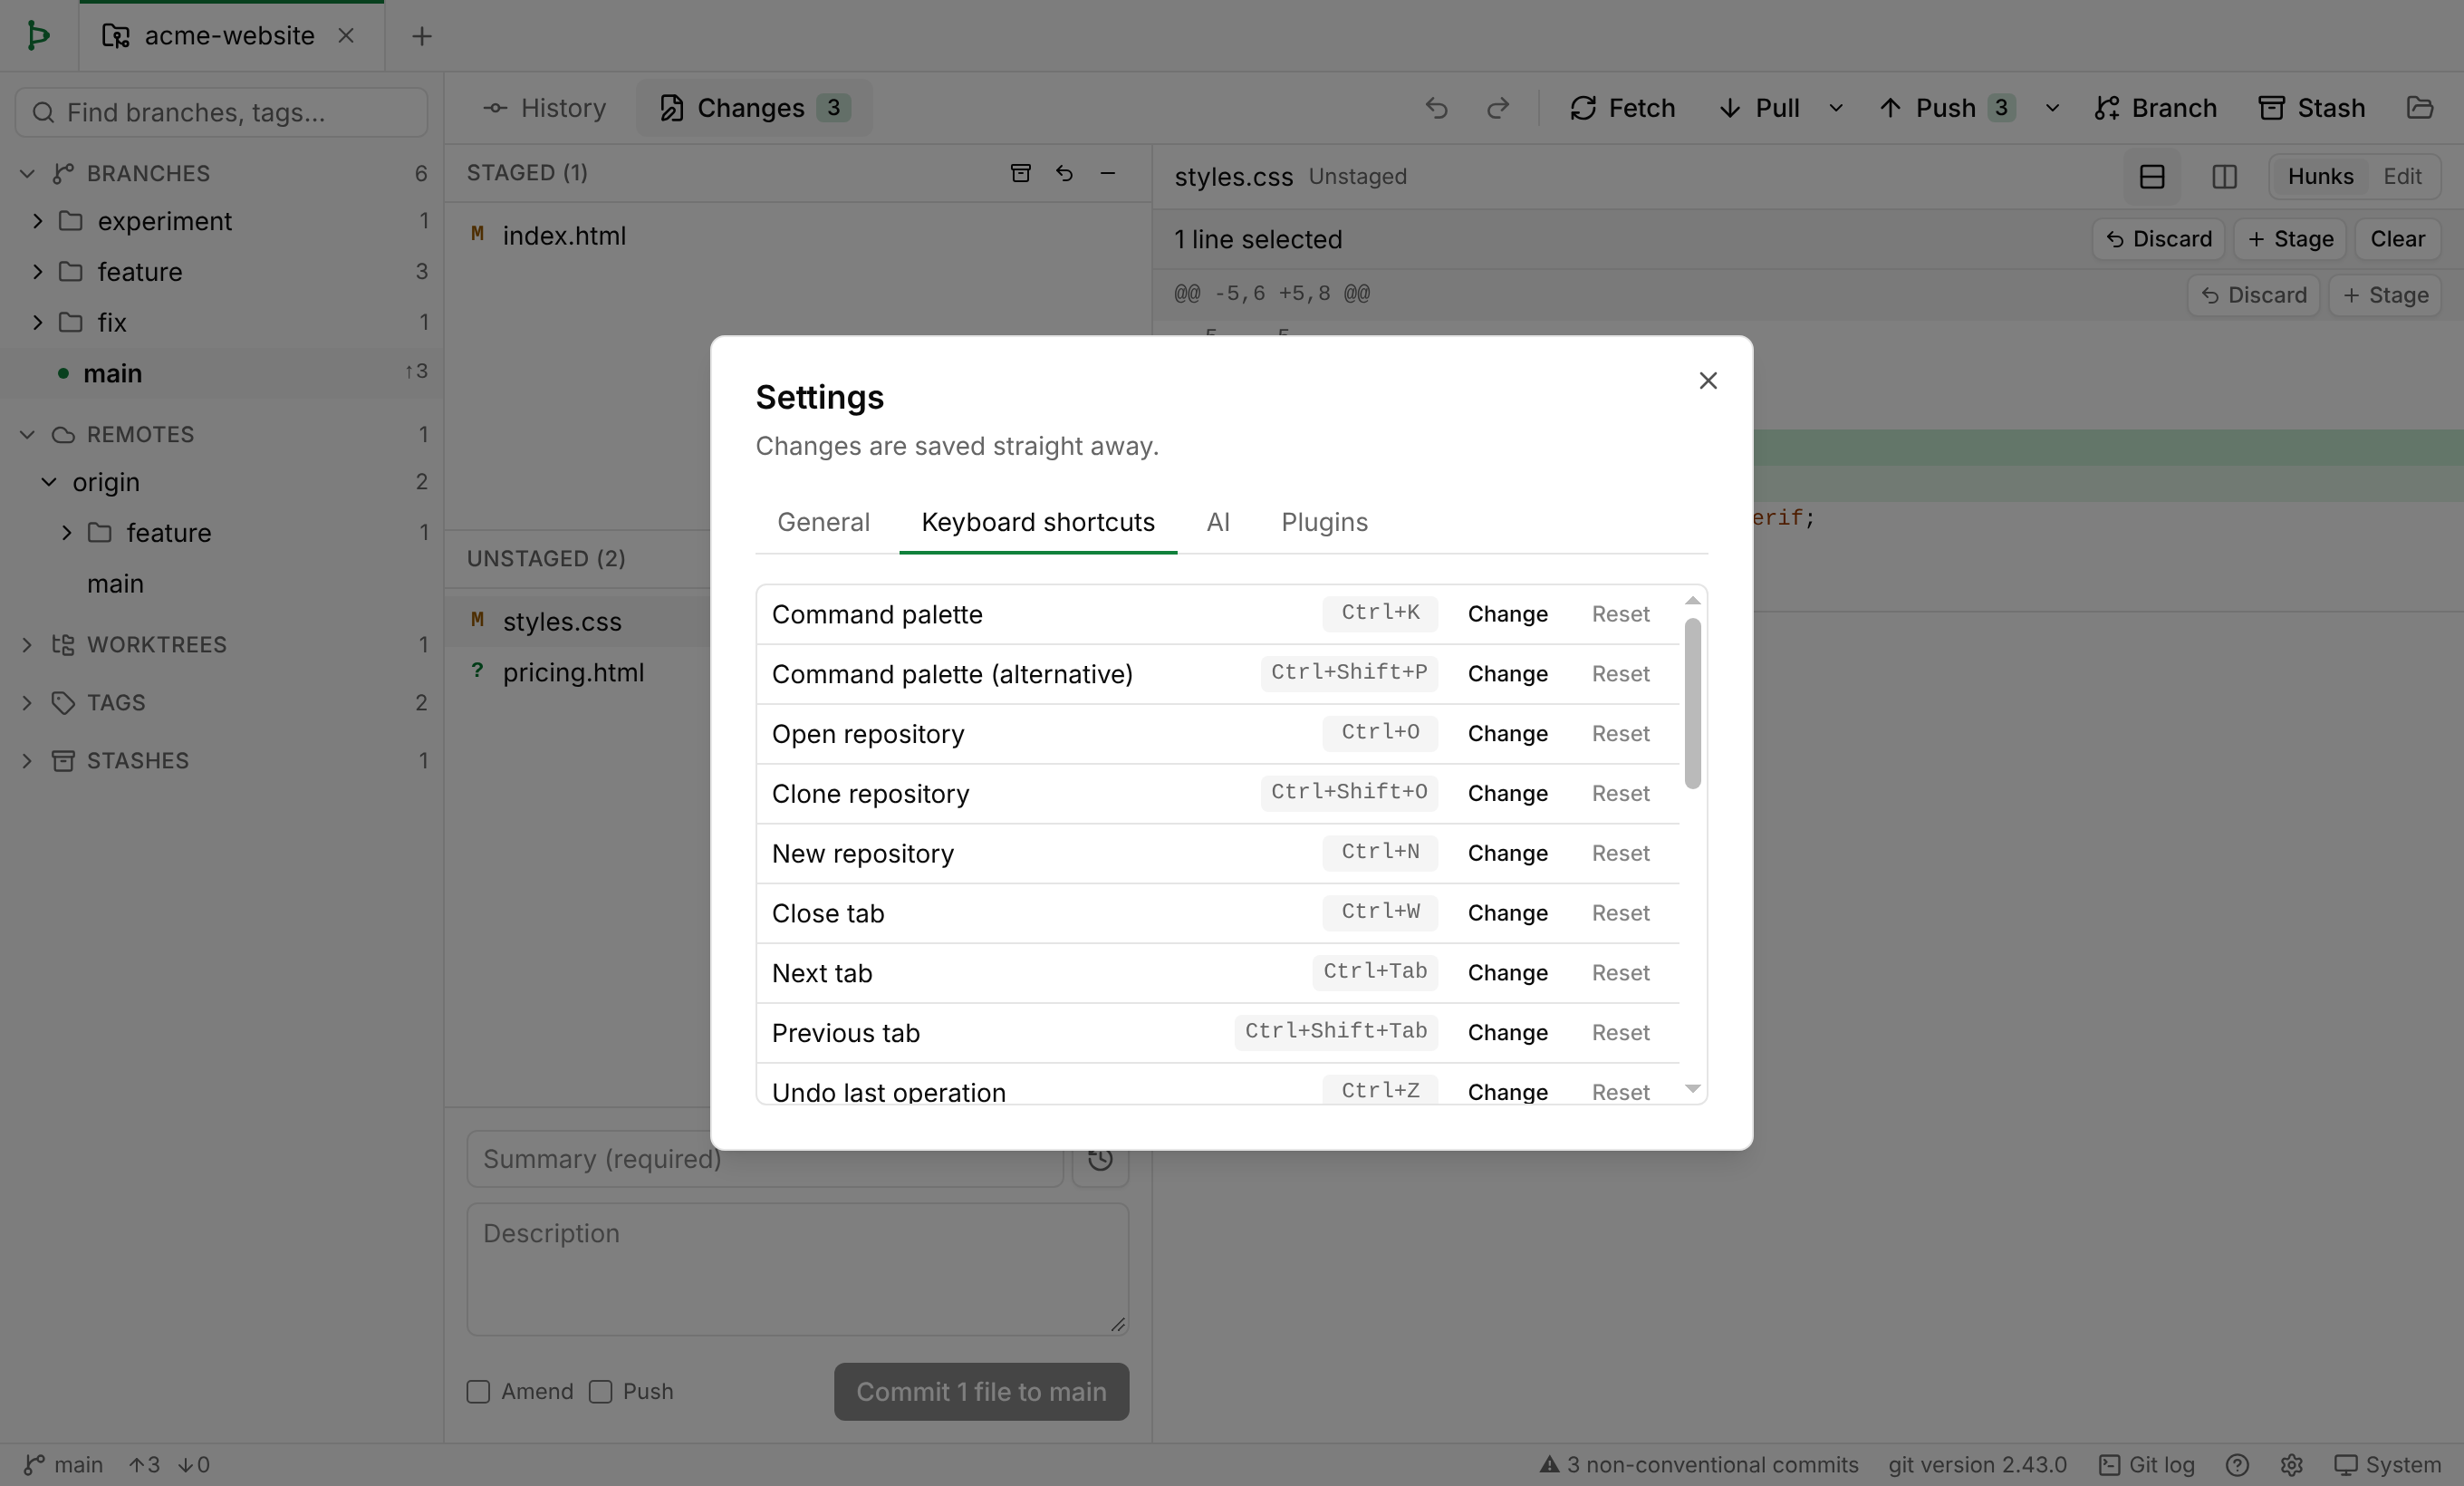 acme-website
Find branches, tags...
History
Changes 3
Fetch
Pull
Push 3
Branch
Stash
BRANCHES 6
experiment 1
feature 3
fix 1
main ↑3
REMOTES 1
origin 2
feature 1
main
WORKTREES 1
TAGS 2
STASHES 1
STAGED (1)
M index.html
UNSTAGED (2)
M styles.css
? pricing.html
styles.css Unstaged
Hunks Edit
1 line selected
Discard + Stage Clear
@@ -5,6 +5,8 @@
Discard + Stage
5 5
erif;
Settings
Changes are saved straight away.
General Keyboard shortcuts AI Plugins
Command palette Ctrl+K Change Reset
Command palette (alternative) Ctrl+Shift+P Change Reset
Open repository Ctrl+O Change Reset
Clone repository Ctrl+Shift+O Change Reset
New repository Ctrl+N Change Reset
Close tab Ctrl+W Change Reset
Next tab Ctrl+Tab Change Reset
Previous tab Ctrl+Shift+Tab Change Reset
Undo last operation Ctrl+Z Change Reset
Summary (required)
Description
Amend Push
Commit 1 file to main
main ↑3 ↓0
3 non-conventional commits git version 2.43.0 Git log System